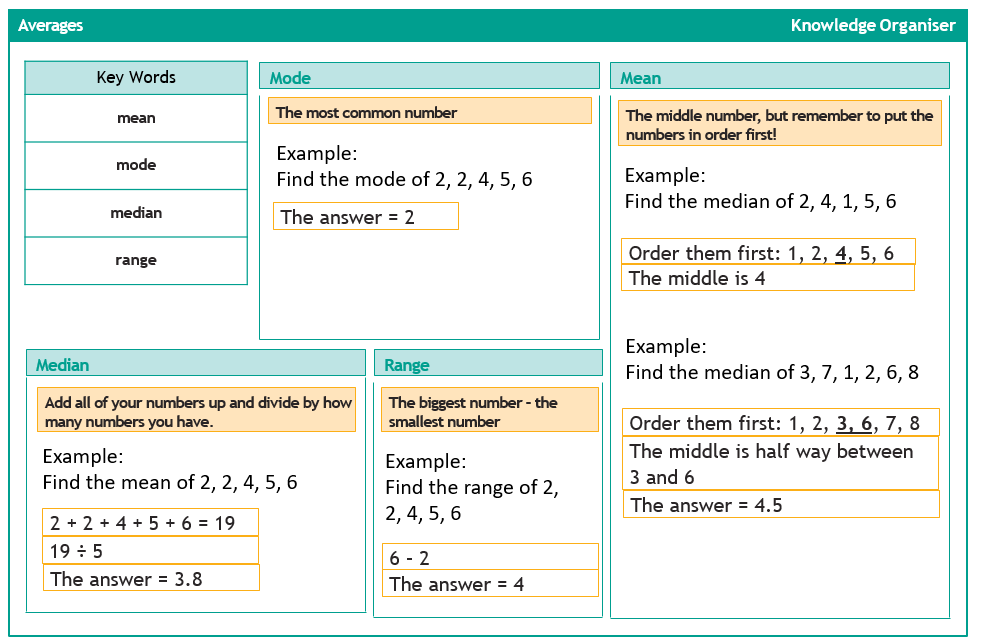 Averages
Knowledge Organiser
Key Words
mean
mode
median
range
Mode
The most common number
Example:
Find the mode of 2, 2, 4, 5, 6
The answer = 2
Mean
The middle number, but remember to put the
numbers in order first!
Example:
Find the median of 2, 4, 1, 5, 6
Order them first: 1, 2, 4, 5, 6
The middle is 4
Example:
Find the median of 3, 7, 1, 2, 6, 8
Order them first: 1, 2, 3, 6, 7, 8
The middle is half way between
3 and 6
The answer = 4.5
Median
Add all of your numbers up and divide by how
many numbers you have.
Example:
Find the mean of 2, 2, 4, 5, 6
2 + 2 + 4 + 5 + 6 = 19
19 ÷ 5
The answer = 3.8
Range
The biggest number - the
smallest number
Example:
Find the range of 2,
2, 4, 5, 6
6 - 2
The answer = 4